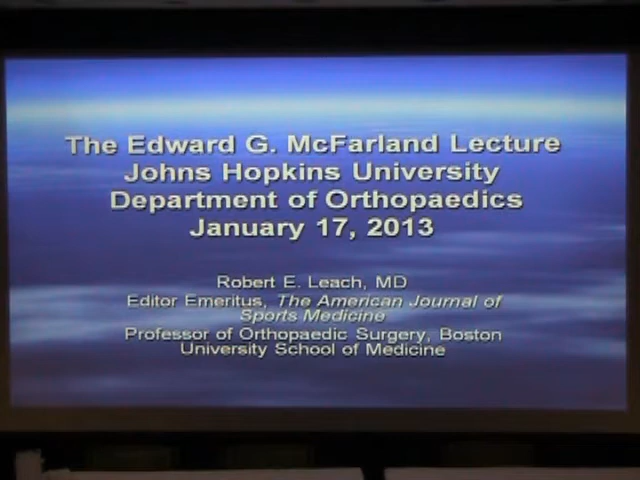 The Edward G. McFarland Lecture
Johns Hopkins University
Department of Orthopaedics
January 17, 2013
Robert E. Leach, MD
Editor Emeritus, The American Journal of
Sports Medicine
Professor of Orthopaedic Surgery, Boston
University School of Medicine